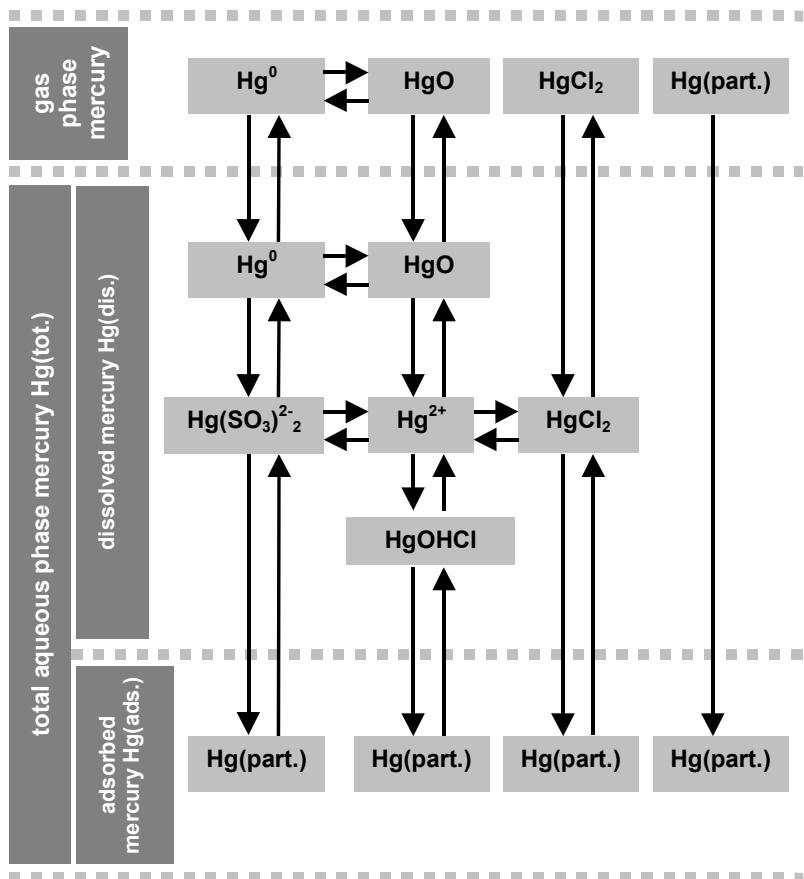 gas
phase
mercury
Hg⁰
HgO
HgCl₂
Hg(part.)
total aqueous phase mercury Hg(tot.)
dissolved mercury Hg(dis.)
Hg⁰
HgO
Hg(SO₃)²⁻₂
Hg²⁺
HgCl₂
HgOHCl
adsorbed
mercury Hg(ads.)
Hg(part.)
Hg(part.)
Hg(part.)
Hg(part.)